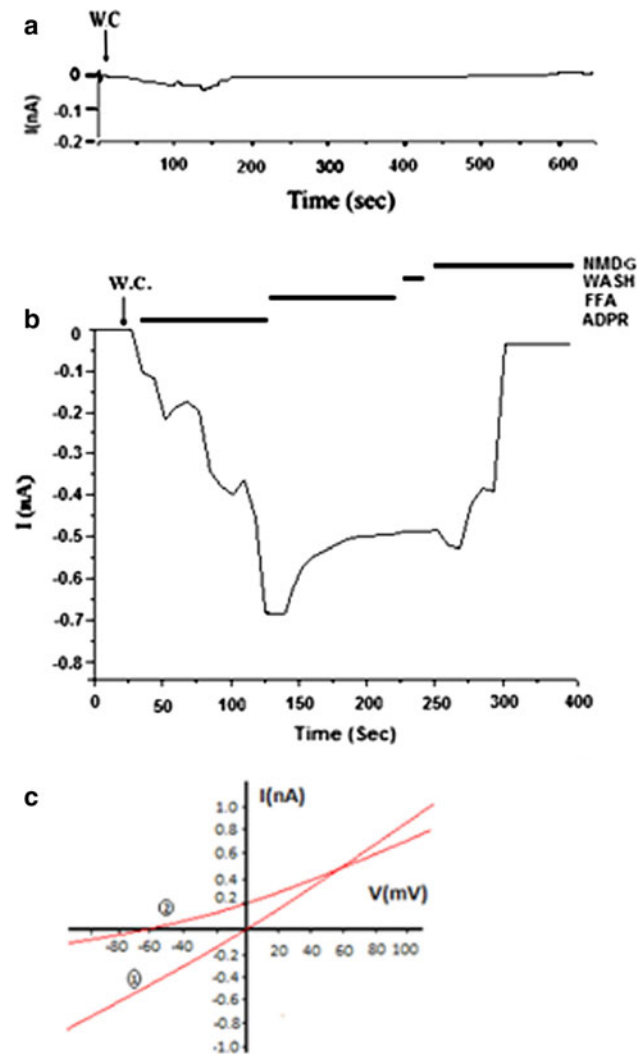 a
W.C
0
-0.1
-0.2
I(nA)
100 200 300 400 500 600
Time (sec)
NMDG
WASH
FFA
ADPR
W.C.
b
0
-0.1
-0.2
-0.3
-0.4
-0.5
-0.6
-0.7
-0.8
I (nA)
0 50 100 150 200 250 300 350 400
Time (Sec)
c
I(nA)
1.0
0.8
0.6
0.4
0.2
V(mV)
2
-80 -60 -40 20 40 60 80 100
1
-0.2
-0.4
-0.6
-0.8
-1.0